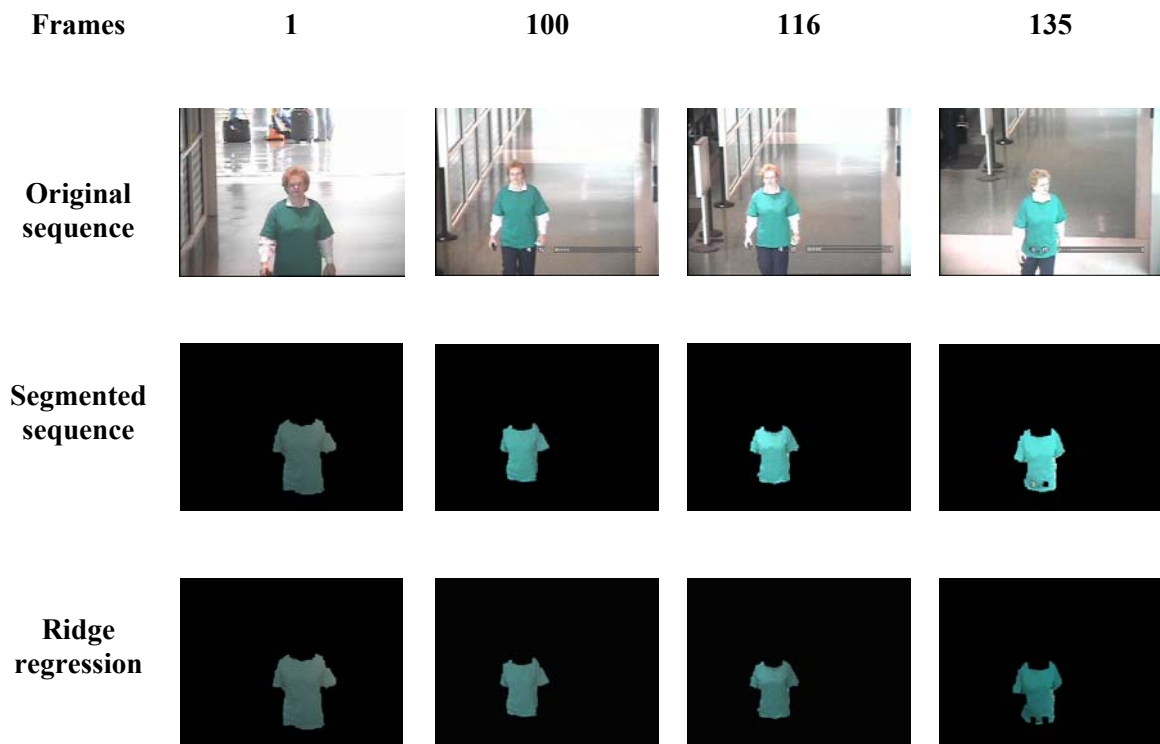 Frames 1 100 116 135
Original
sequence
Segmented
sequence
Ridge
regression